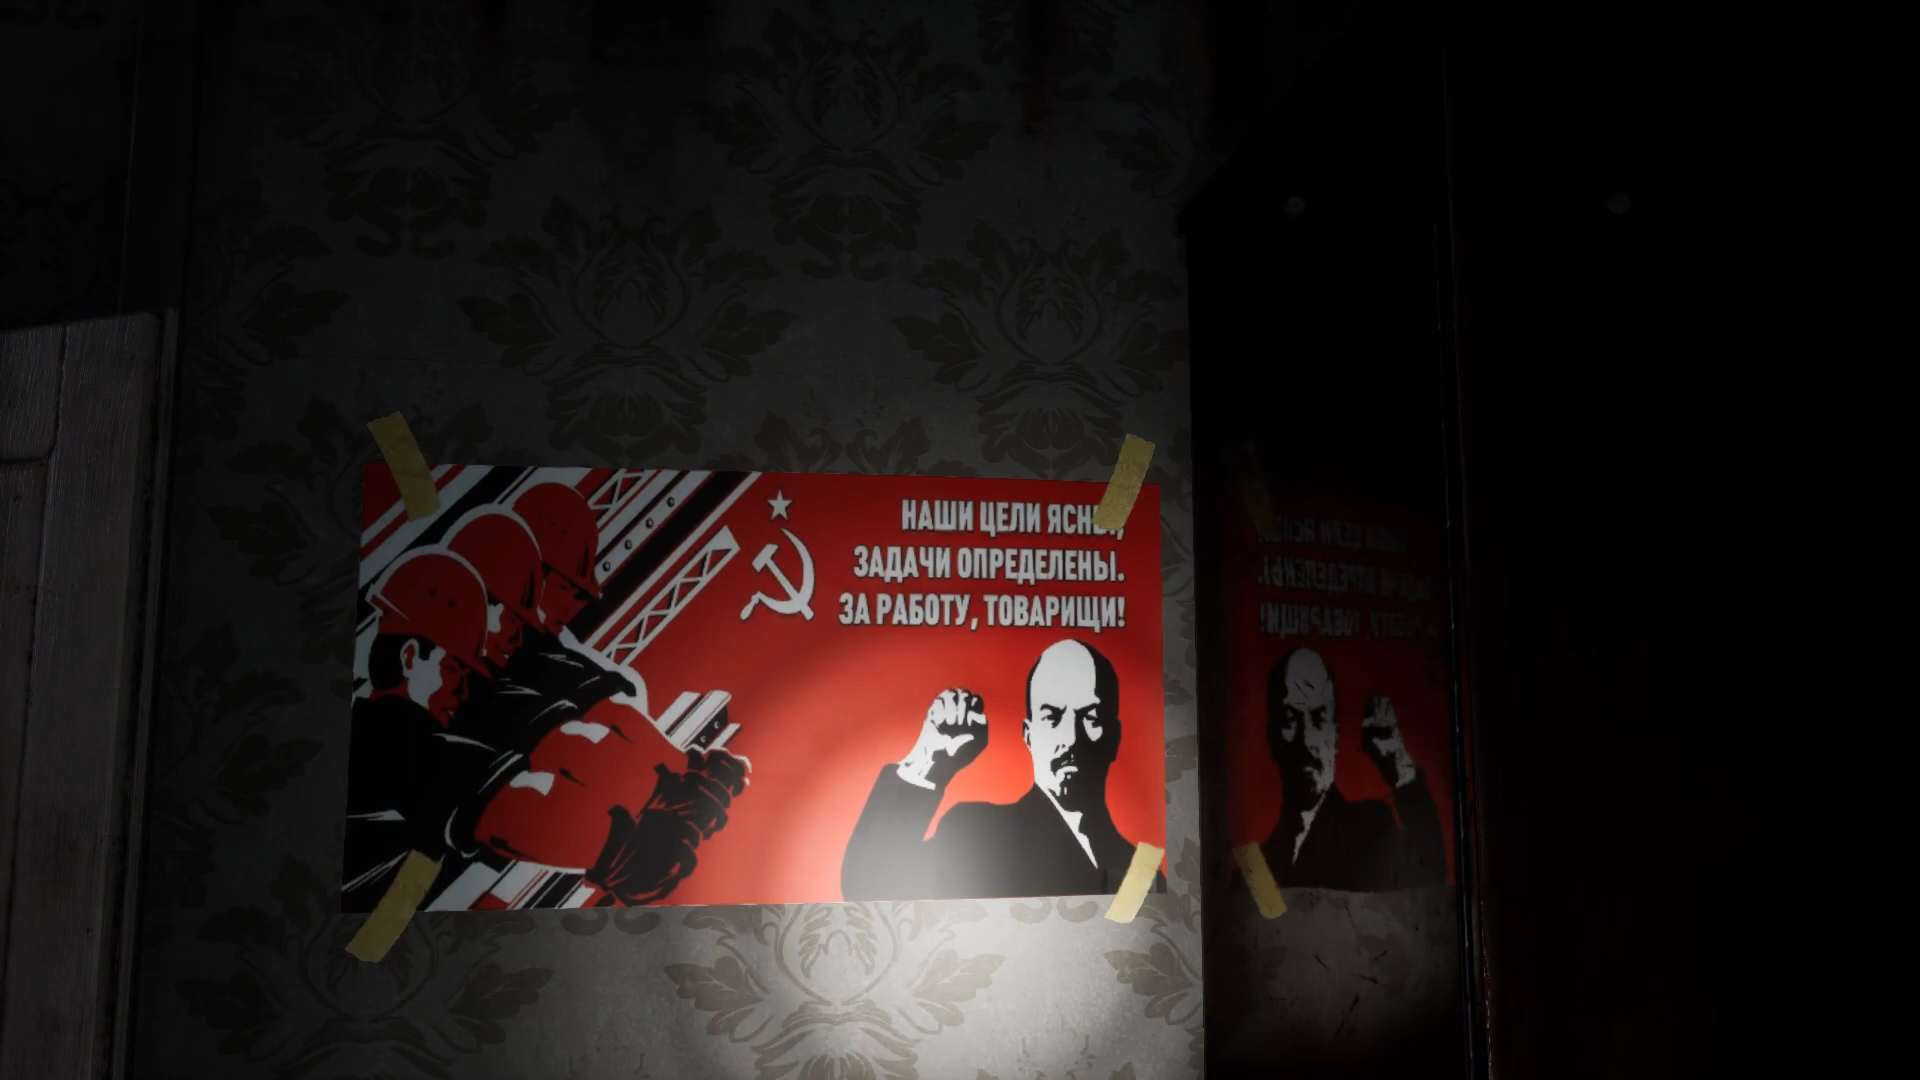 НАШИ ЦЕЛИ ЯСНЫ,
ЗАДАЧИ ОПРЕДЕЛЕНЫ.
ЗА РАБОТУ, ТОВАРИЩИ!